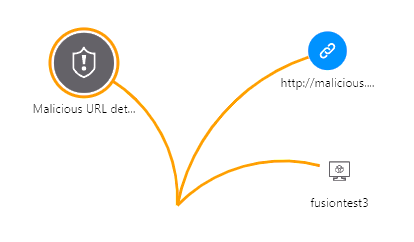 Malicious URL det...
http://malicious....
fusiontest3